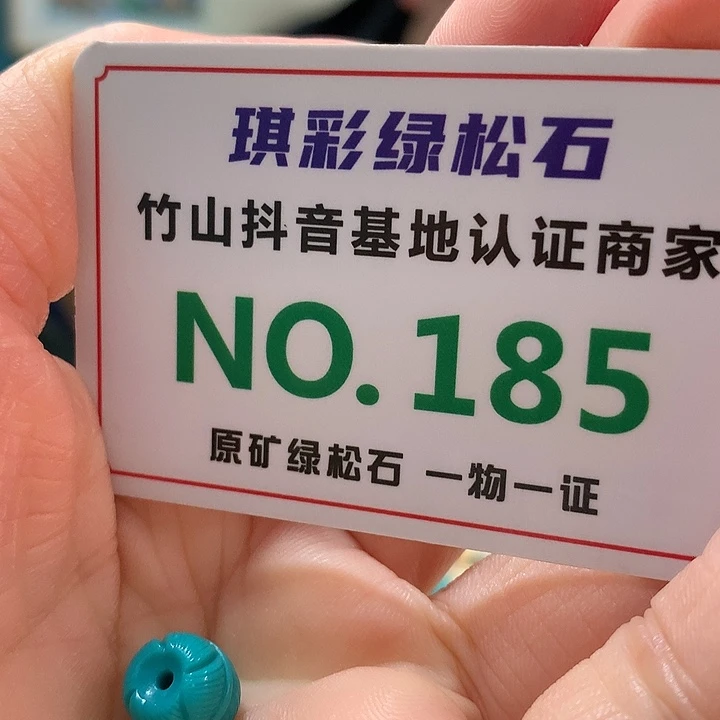 琪彩绿松石
竹山抖音基地认证商家
NO.185
原矿绿松石 一物一证